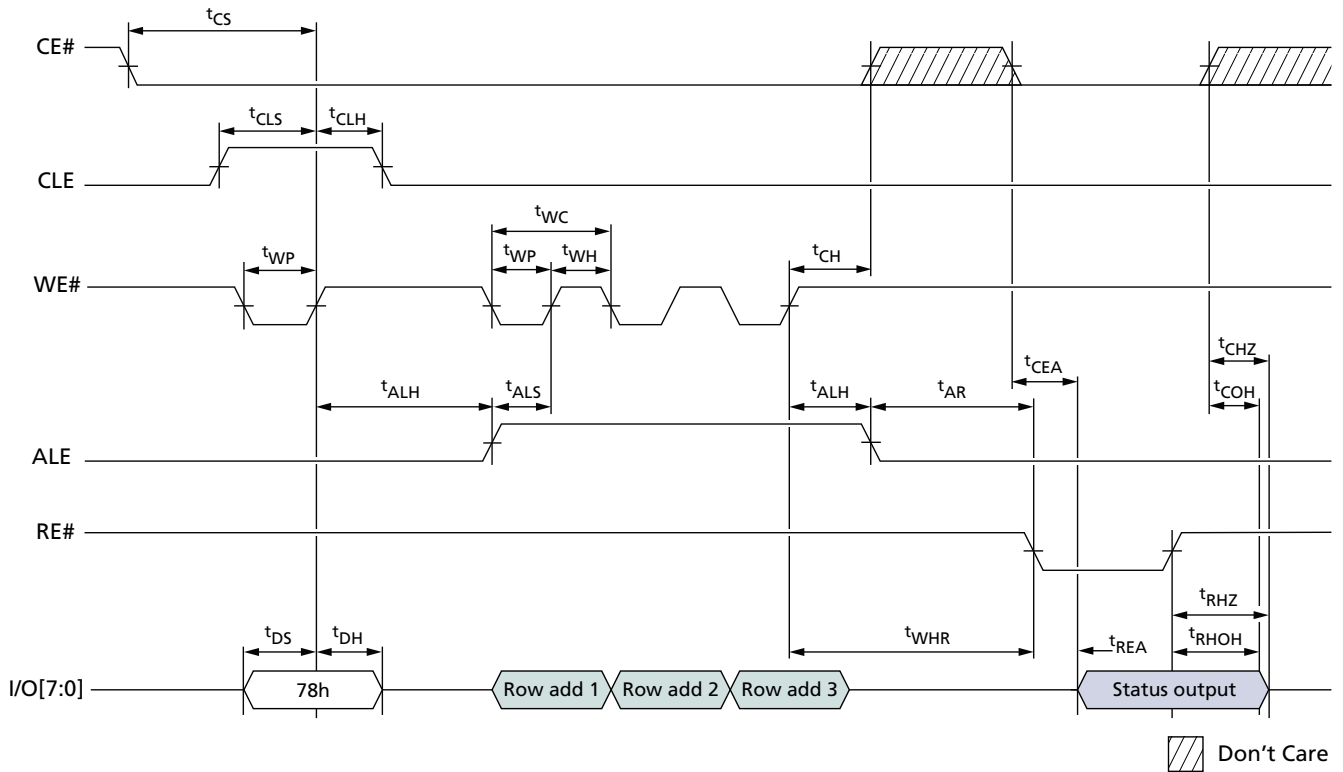 tCS
CE#
tCLS
tCLH
CLE
tWC
tWP
tWP
tWH
tCH
WE#
tCEA
tCHZ
tALH
tALS
tALH
tAR
tCOH
ALE
RE#
tRHZ
tDS
tDH
tWHR
tREA
tRHOH
I/O[7:0]
78h
Row add 1
Row add 2
Row add 3
Status output
Don't Care